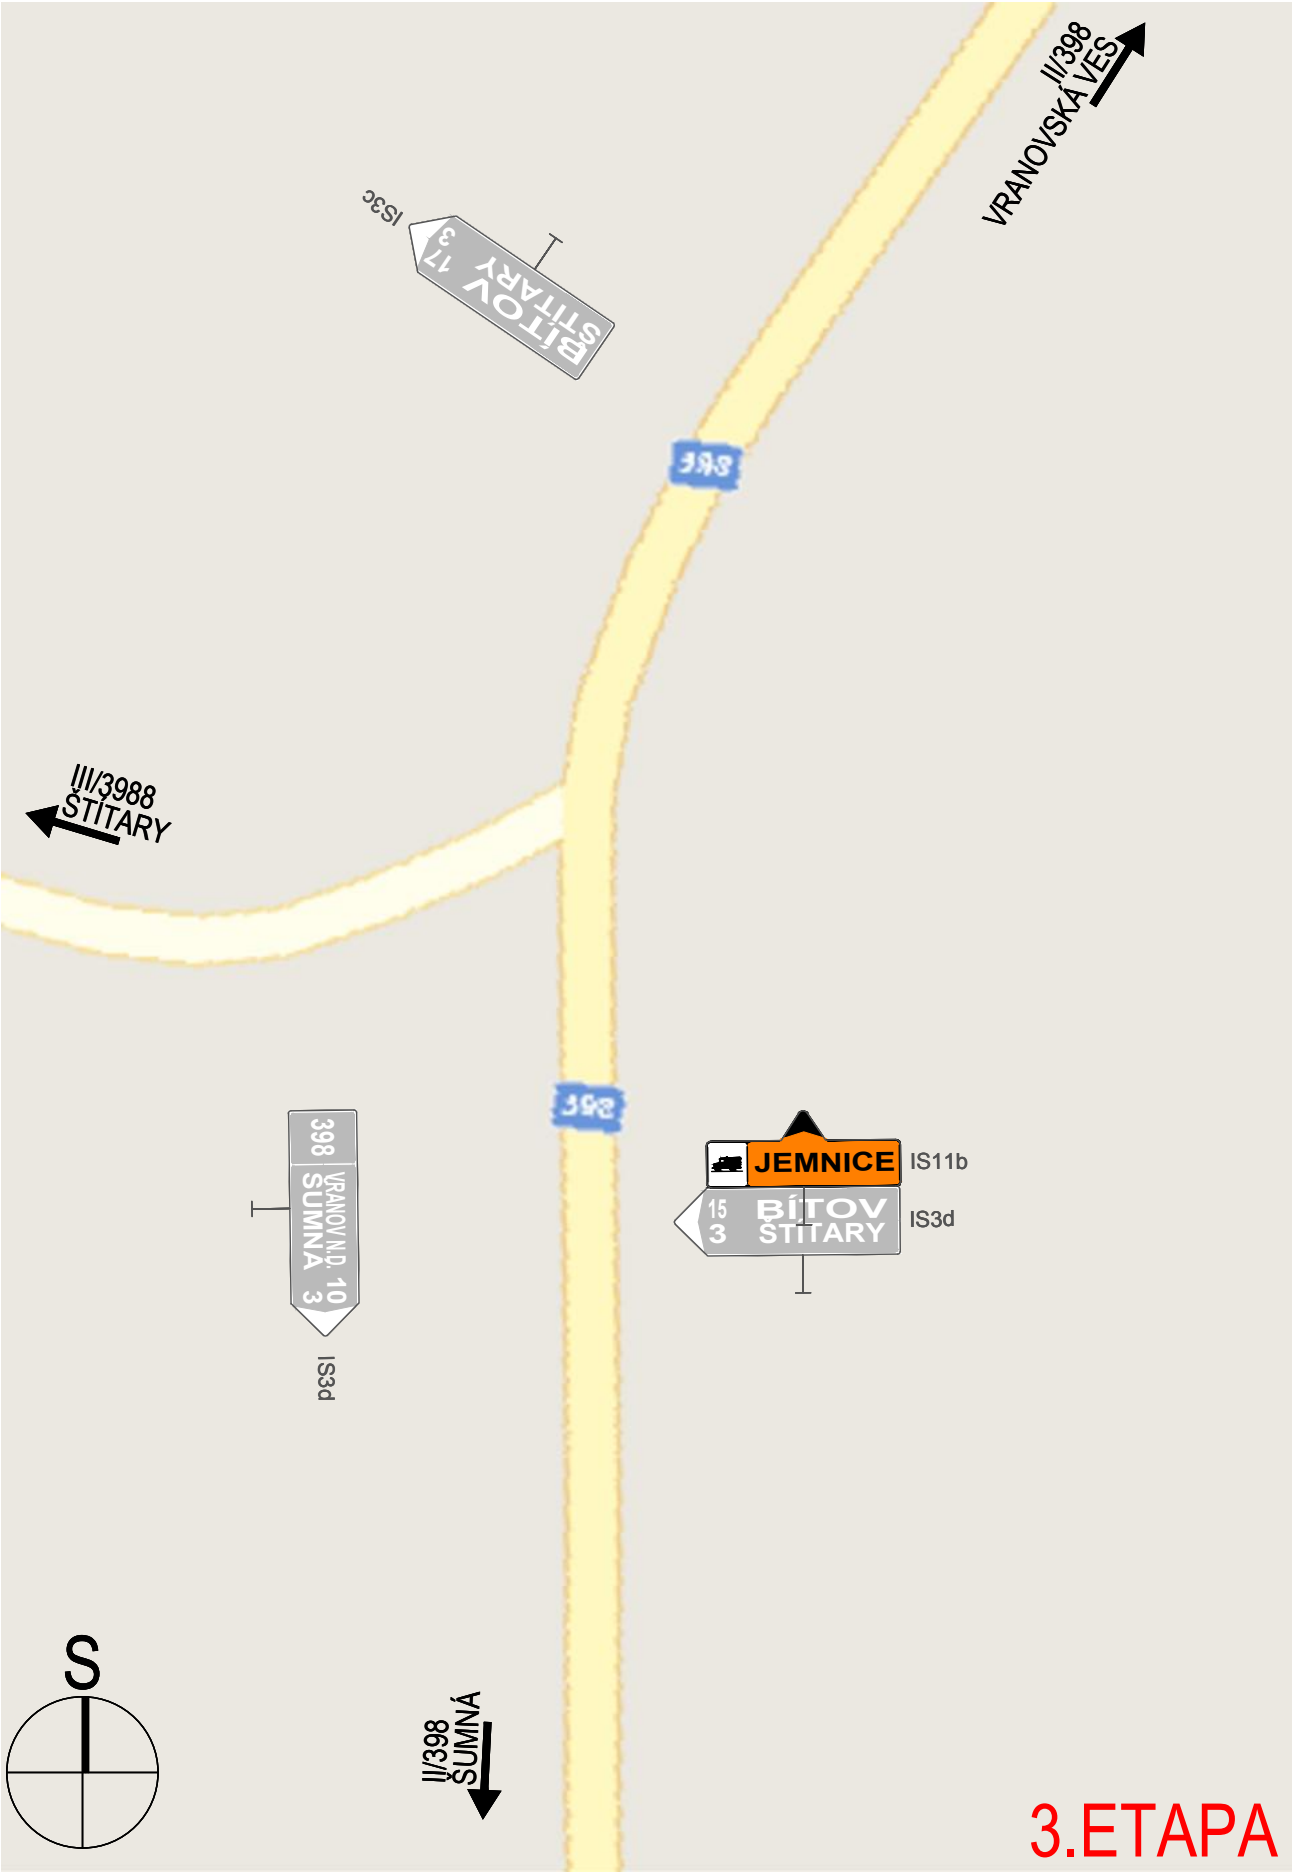 II/398
VRANOVSKÁ VES
IS3c
BÍTOV 17
ŠTÍTARY 3
398
III/3988
ŠTÍTARY
398
398
VRANOV N.D. 10
ŠUMNÁ 3
IS3d
JEMNICE
IS11b
15 BÍTOV
3 ŠTÍTARY
IS3d
S
II/398
ŠUMNÁ
3.ETAPA